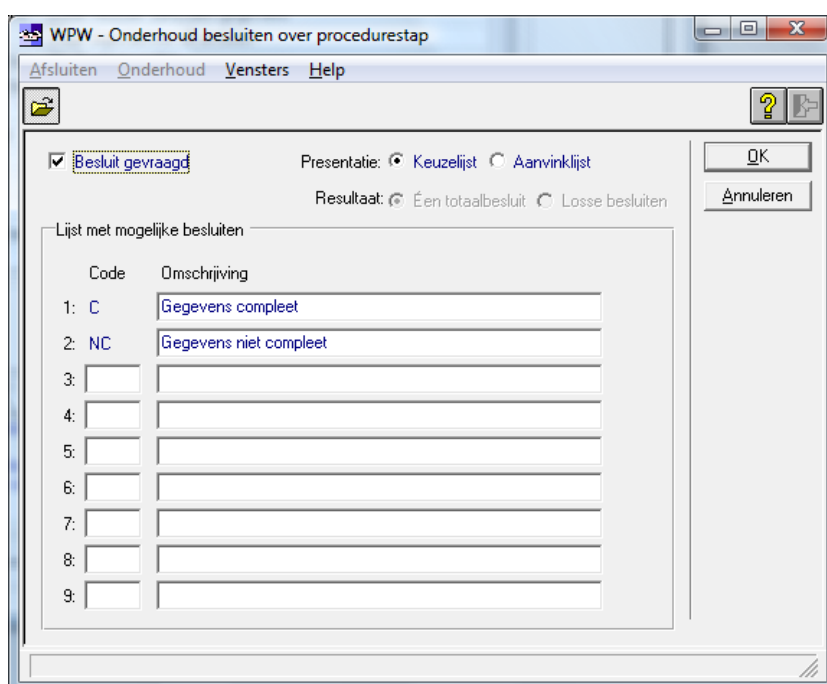 WPW - Onderhoud besluiten over procedurestap
Afsluiten Onderhoud Vensters Help
Besluit gevraagd Presentatie: Keuzelijst Aanvinklijst OK
Resultaat: Éen totaalbesluit Losse besluiten Annuleren
Lijst met mogelijke besluiten
Code Omschrijving
1: C Gegevens compleet
2: NC Gegevens niet compleet
3:
4:
5:
6:
7:
8:
9: